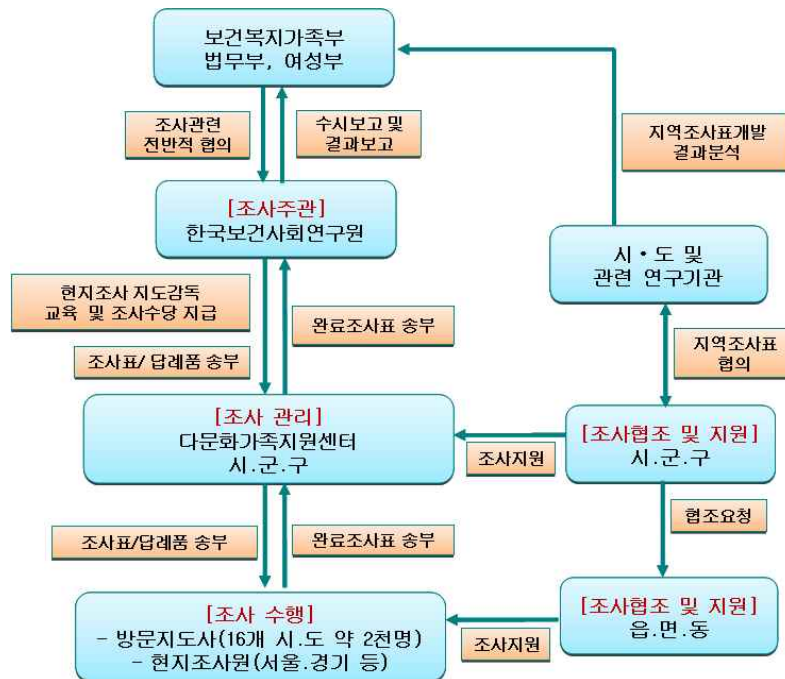 보건복지가족부
법무부, 여성부
조사관련
전반적 협의
수시보고 및
결과보고
지역조사표개발
결과분석
[조사주관]
한국보건사회연구원
시・도 및
관련 연구기관
현지조사 지도감독
교육 및 조사수당 지급
완료조사표 송부
조사표/ 답례품 송부
지역조사표
협의
[조사 관리]
다문화가족지원센터
시.군.구
조사지원
[조사협조 및 지원]
시.군.구
조사표/답례품 송부
완료조사표 송부
협조요청
[조사 수행]
- 방문지도사(16개 시.도 약 2천명)
- 현지조사원(서울.경기 등)
조사지원
[조사협조 및 지원]
읍.면.동